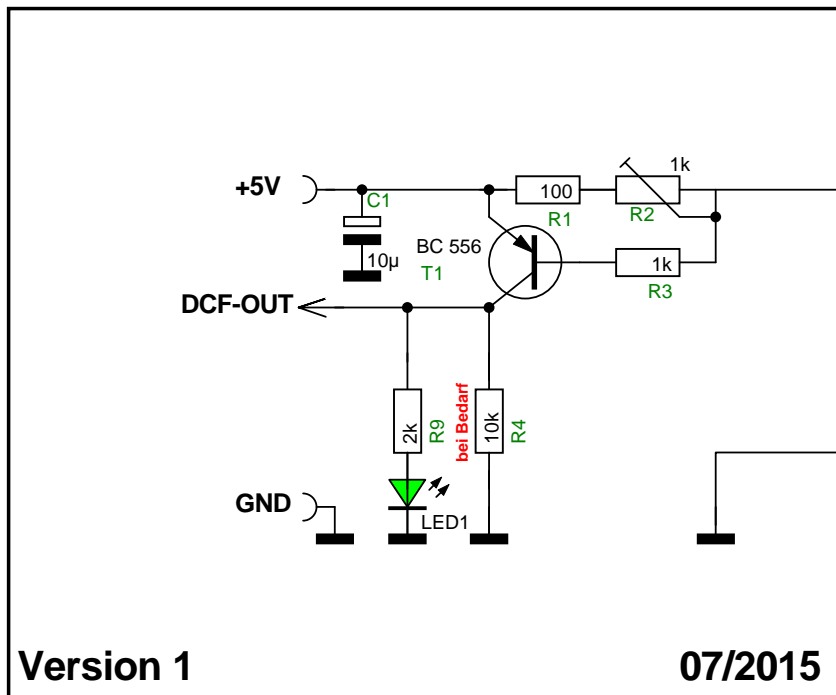 1k
+5V
C1
100
R1
R2
BC 556
T1
10µ
1k
R3
DCF-OUT
2k
R9
bei Bedarf
10k
R4
GND
LED1
Version 1
07/2015